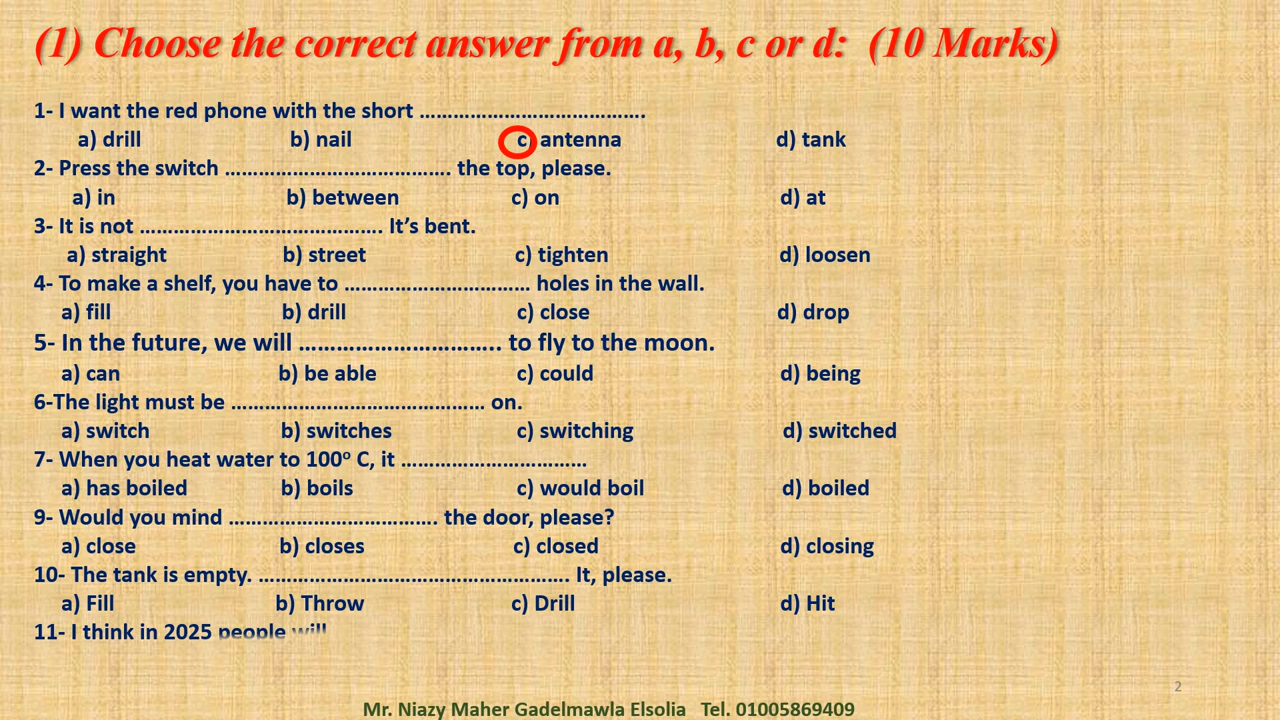 (1) Choose the correct answer from a, b, c or d: (10 Marks)
1- I want the red phone with the short ……………………………….
a) drill b) nail c) antenna d) tank
2- Press the switch ………………………………. the top, please.
a) in b) between c) on d) at
3- It is not …………………………………. It’s bent.
a) straight b) street c) tighten d) loosen
4- To make a shelf, you have to …………………………. holes in the wall.
a) fill b) drill c) close d) drop
5- In the future, we will ………………………….. to fly to the moon.
a) can b) be able c) could d) being
6-The light must be …………………………………… on.
a) switch b) switches c) switching d) switched
7- When you heat water to 100º C, it ………………………….
a) has boiled b) boils c) would boil d) boiled
9- Would you mind ……………………………. the door, please?
a) close b) closes c) closed d) closing
10- The tank is empty. ……………………………………………. It, please.
a) Fill b) Throw c) Drill d) Hit
11- I think in 2025 people will
2
Mr. Niazy Maher Gadelmawla Elsolia Tel. 01005869409